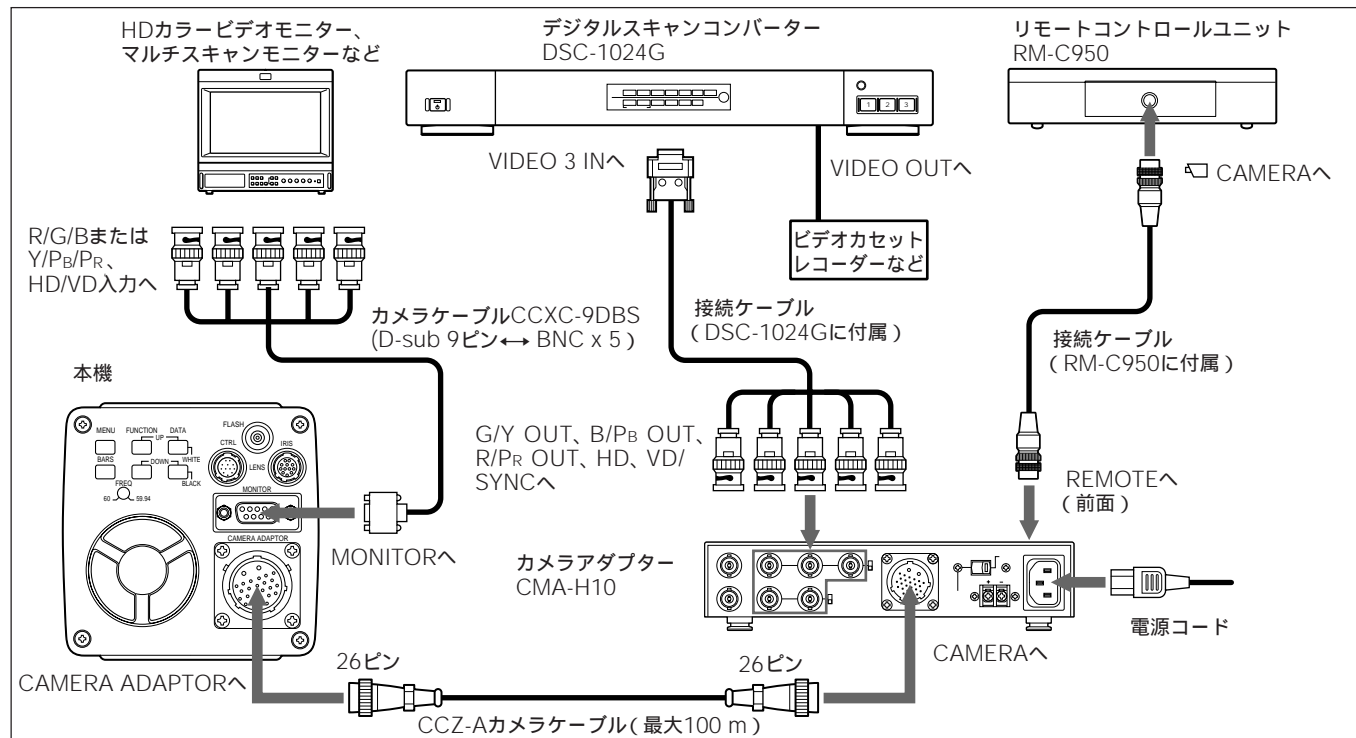 HDカラービデオモニター、
マルチスキャンモニターなど
デジタルスキャンコンバーター
DSC-1024G
リモートコントロールユニット
RM-C950
1 2 3
VIDEO 3 INへ
VIDEO OUTへ
CAMERAへ
R/G/Bまたは
Y/PB/PR、
HD/VD入力へ
ビデオカセット
レコーダーなど
カメラケーブルCCXC-9DBS
(D-sub 9ピン↔ BNC x 5)
接続ケーブル
(DSC-1024Gに付属)
接続ケーブル
(RM-C950に付属)
本機
MENU FUNCTION DATA
UP
BARS DOWN WHITE
BLACK
FREQ
60 59.94
FLASH
CTRL IRIS
LENS
MONITOR
CAMERA ADAPTOR
G/Y OUT、B/PB OUT、
R/PR OUT、HD、VD/
SYNCへ
REMOTEへ
(前面)
MONITORへ
カメラアダプター
CMA-H10
+ −
電源コード
CAMERA ADAPTORへ
26ピン
26ピン
CAMERAへ
CCZ-Aカメラケーブル(最大100 m)